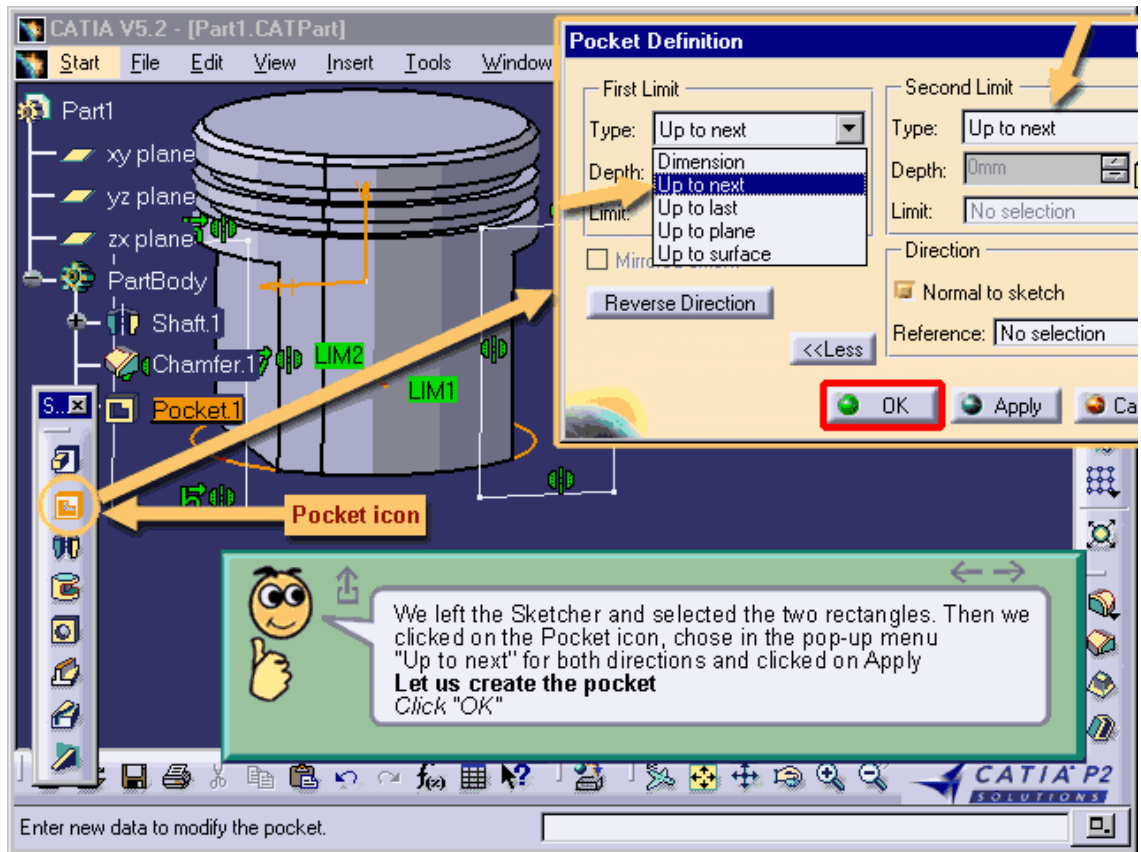 CATIA V5.2 - [Part1.CATPart]
Start File Edit View Insert Tools Window
Part1
xy plane
yz plane
zx plane
PartBody
Shaft.1
Chamfer.1
Pocket.1
LIM2
LIM1
S...
Pocket icon
Pocket Definition
First Limit
Type: Up to next
Depth:
Limit:
Dimension
Up to next
Up to last
Up to plane
Up to surface
Reverse Direction
<<Less
Second Limit
Type: Up to next
Depth: 0mm
Limit: No selection
Direction
Normal to sketch
Reference: No selection
OK Apply Ca
We left the Sketcher and selected the two rectangles. Then we
clicked on the Pocket icon, chose in the pop-up menu
"Up to next" for both directions and clicked on Apply
Let us create the pocket
Click "OK"
f(x)
CATIA P2
SOLUTIONS
Enter new data to modify the pocket.